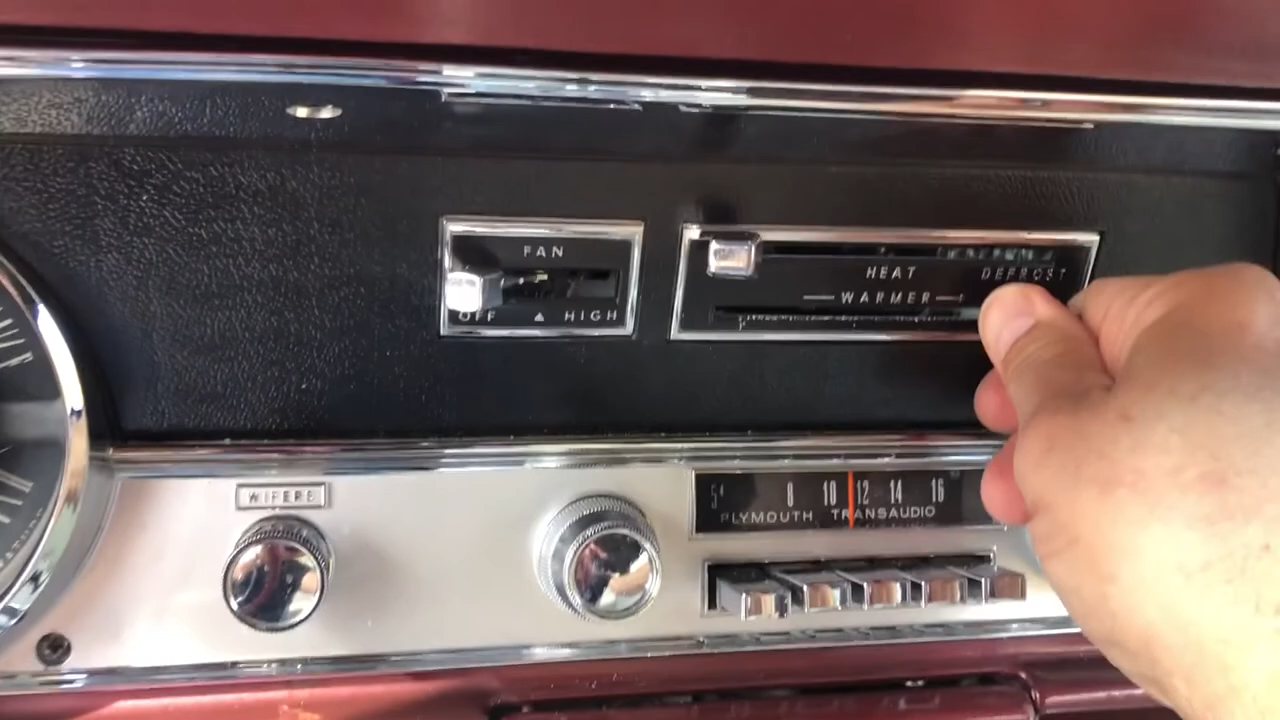 FAN
OFF ▲ HIGH
HEAT DEFROST
WARMER
WIPERS
8 10 12 14 16
PLYMOUTH TRANSAUDIO